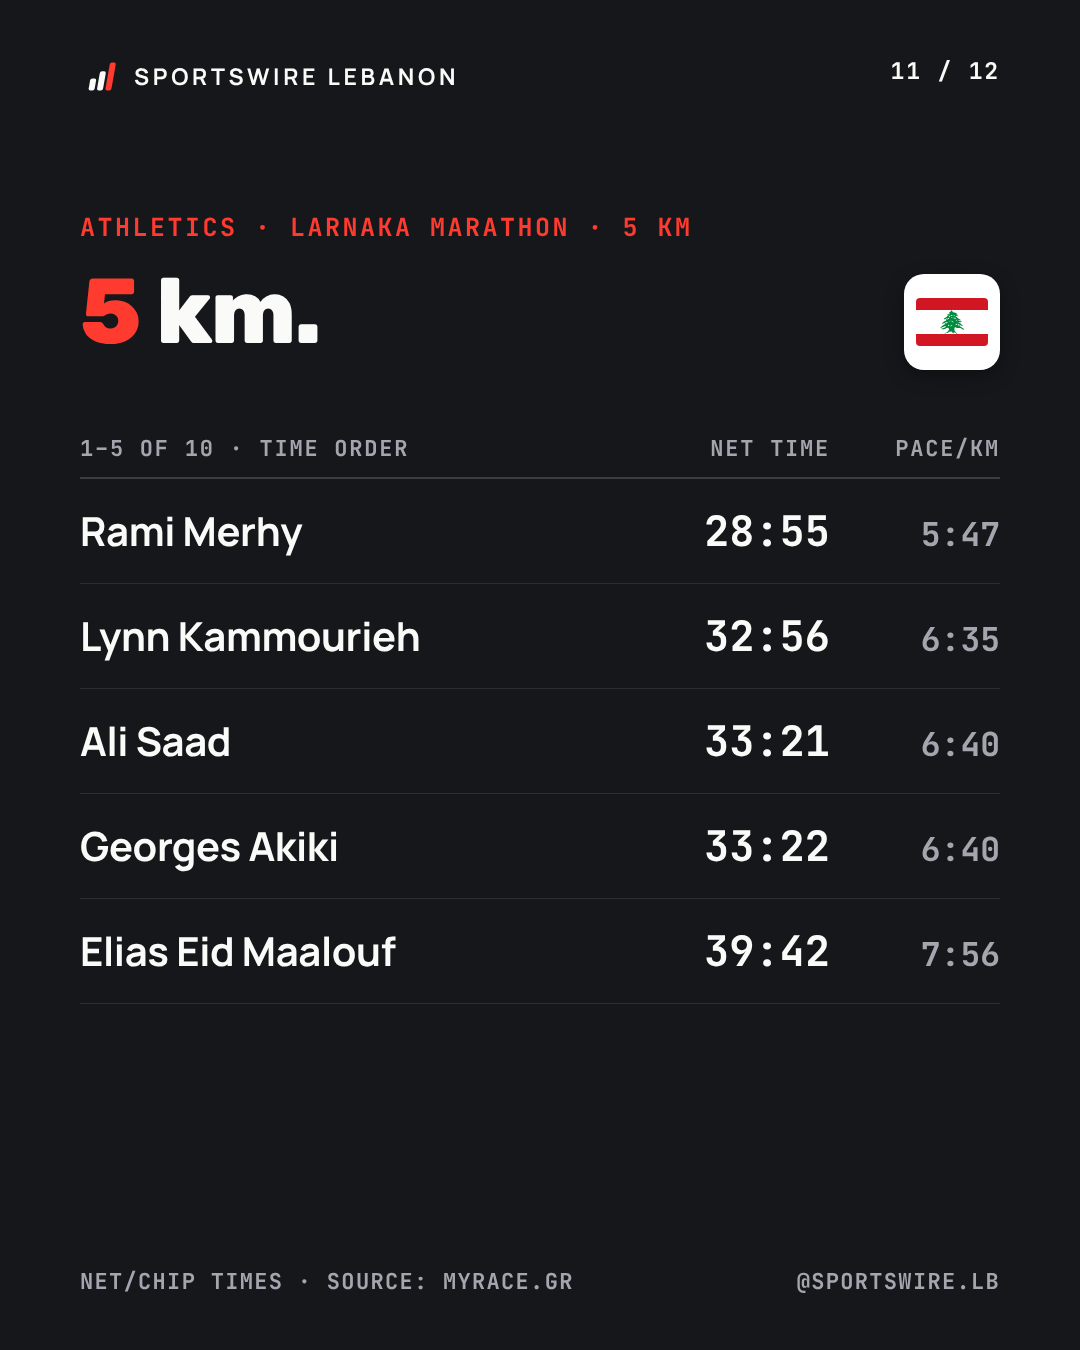 SPORTSWIRE LEBANON
11 / 12
ATHLETICS · LARNAKA MARATHON · 5 KM
5 km.
1–5 OF 10 · TIME ORDER NET TIME PACE/KM
Rami Merhy 28:55 5:47
Lynn Kammourieh 32:56 6:35
Ali Saad 33:21 6:40
Georges Akiki 33:22 6:40
Elias Eid Maalouf 39:42 7:56
NET/CHIP TIMES · SOURCE: MYRACE.GR @SPORTSWIRE.LB